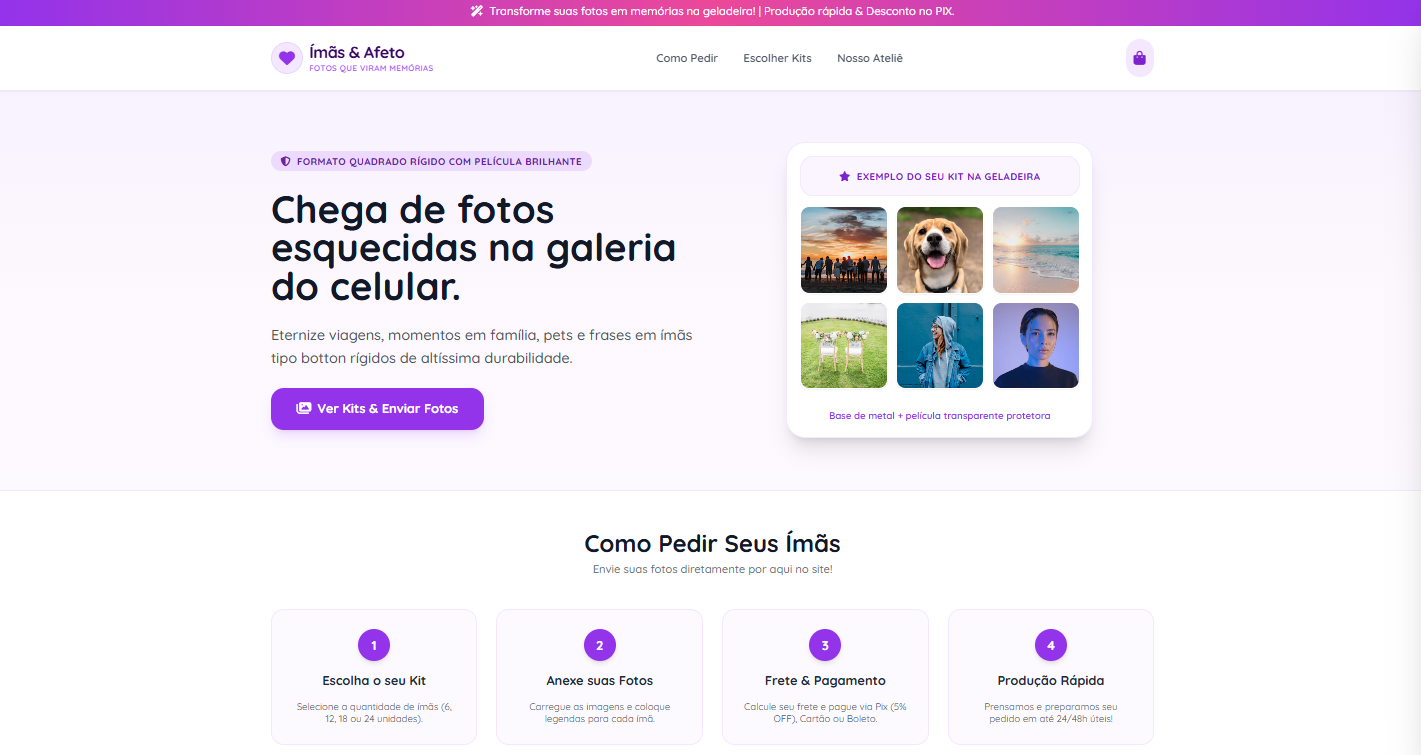 Transforme suas fotos em memórias na geladeira! | Produção rápida & Desconto no PIX.
Ímãs & Afeto
FOTOS QUE VIRAM MEMÓRIAS
Como Pedir
Escolher Kits
Nosso Ateliê
FORMATO QUADRADO RÍGIDO COM PELÍCULA BRILHANTE
Chega de fotos
esquecidas na galeria
do celular.
Eternize viagens, momentos em família, pets e frases em ímãs
tipo botton rígidos de altíssima durabilidade.
Ver Kits & Enviar Fotos
EXEMPLO DO SEU KIT NA GELADEIRA
Base de metal + película transparente protetora
Como Pedir Seus Ímãs
Envie suas fotos diretamente por aqui no site!
1
Escolha o seu Kit
Selecione a quantidade de ímãs (6,
12, 18 ou 24 unidades).
2
Anexe suas Fotos
Carregue as imagens e coloque
legendas para cada ímã.
3
Frete & Pagamento
Calcule seu frete e pague via Pix (5%
OFF), Cartão ou Boleto.
4
Produção Rápida
Prensamos e preparamos seu
pedido em até 24/48h úteis!